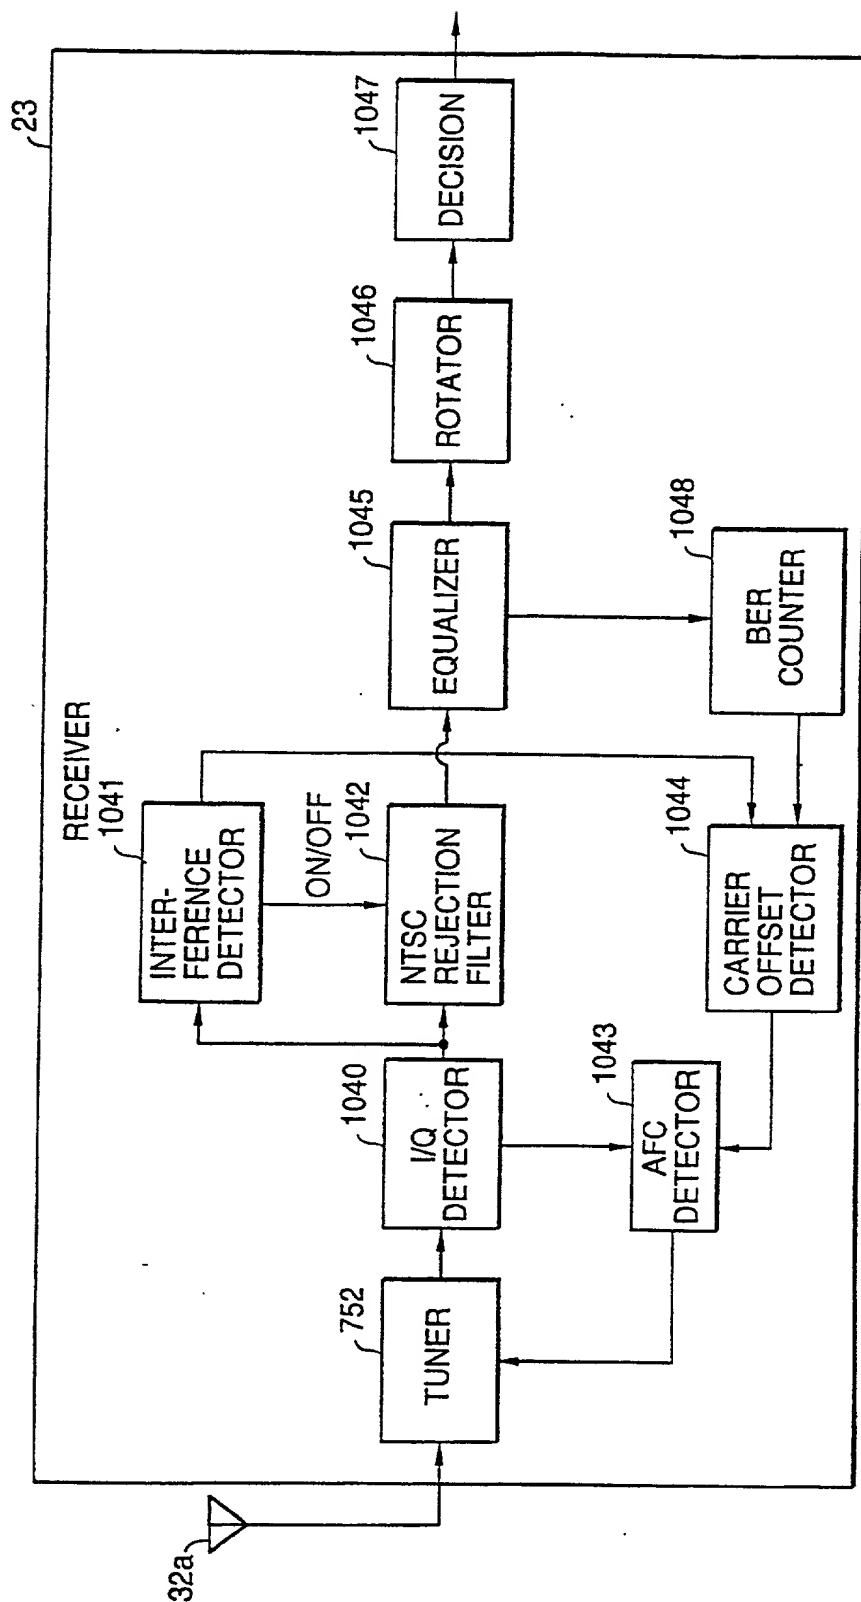 23
RECEIVER
32a
752
TUNER
1040
I/Q
DETECTOR
1041
INTER-
FERENCE
DETECTOR
ON/OFF
1042
NTSC
REJECTION
FILTER
1043
AFC
DETECTOR
1044
CARRIER
OFFSET
DETECTOR
1045
EQUALIZER
1046
ROTATOR
1047
DECISION
1048
BER
COUNTER